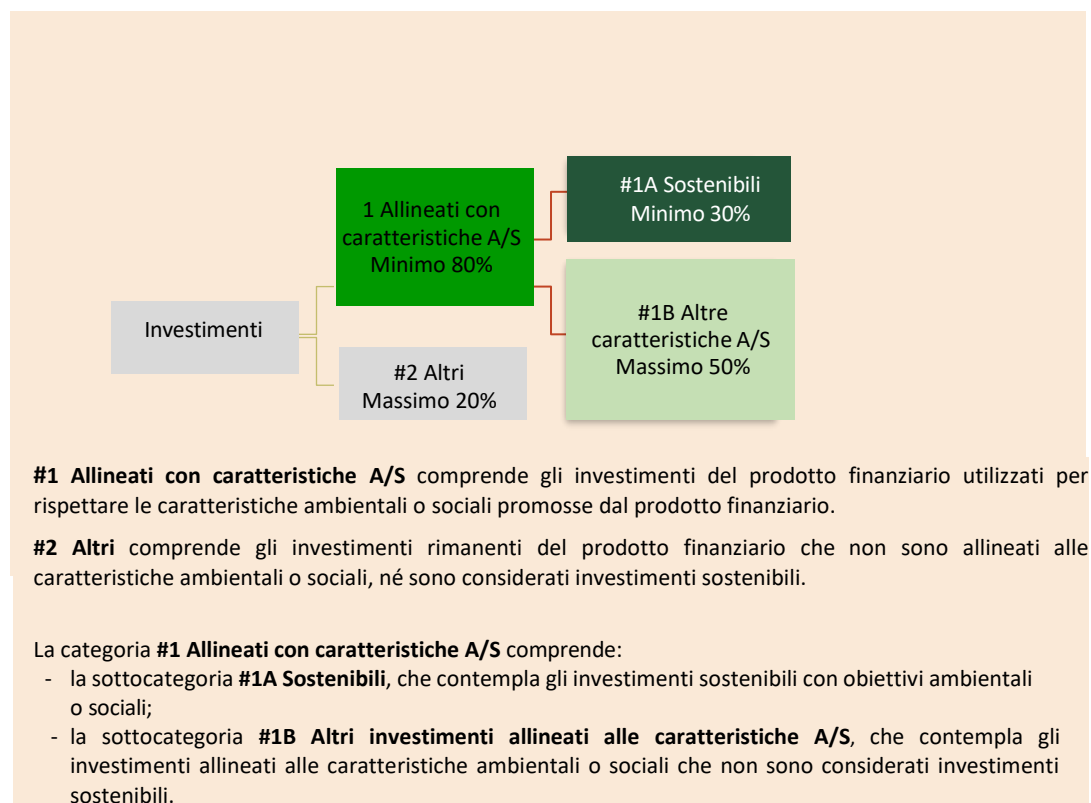 #1A Sostenibili
Minimo 30%
1 Allineati con
caratteristiche A/S
Minimo 80%
#1B Altre
caratteristiche A/S
Massimo 50%
Investimenti
#2 Altri
Massimo 20%
#1 Allineati con caratteristiche A/S comprende gli investimenti del prodotto finanziario utilizzati per
rispettare le caratteristiche ambientali o sociali promosse dal prodotto finanziario.
#2 Altri comprende gli investimenti rimanenti del prodotto finanziario che non sono allineati alle
caratteristiche ambientali o sociali, né sono considerati investimenti sostenibili.
La categoria #1 Allineati con caratteristiche A/S comprende:
- la sottocategoria #1A Sostenibili, che contempla gli investimenti sostenibili con obiettivi ambientali
o sociali;
- la sottocategoria #1B Altri investimenti allineati alle caratteristiche A/S, che contempla gli
investimenti allineati alle caratteristiche ambientali o sociali che non sono considerati investimenti
sostenibili.